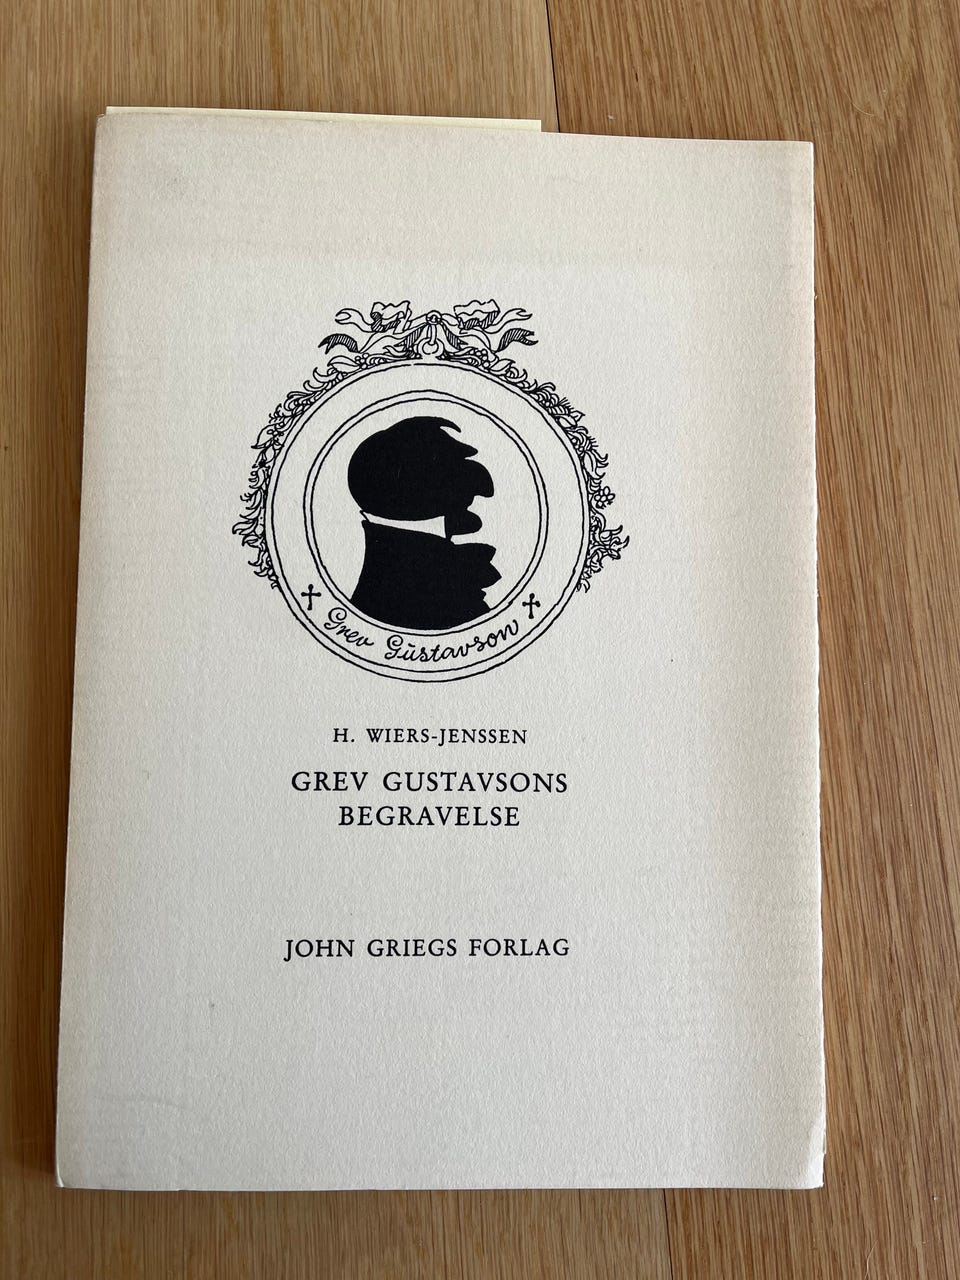 Grev Gustavson
H. WIERS-JENSSEN
GREV GUSTAVSONS
BEGRAVELSE
JOHN GRIEGS FORLAG